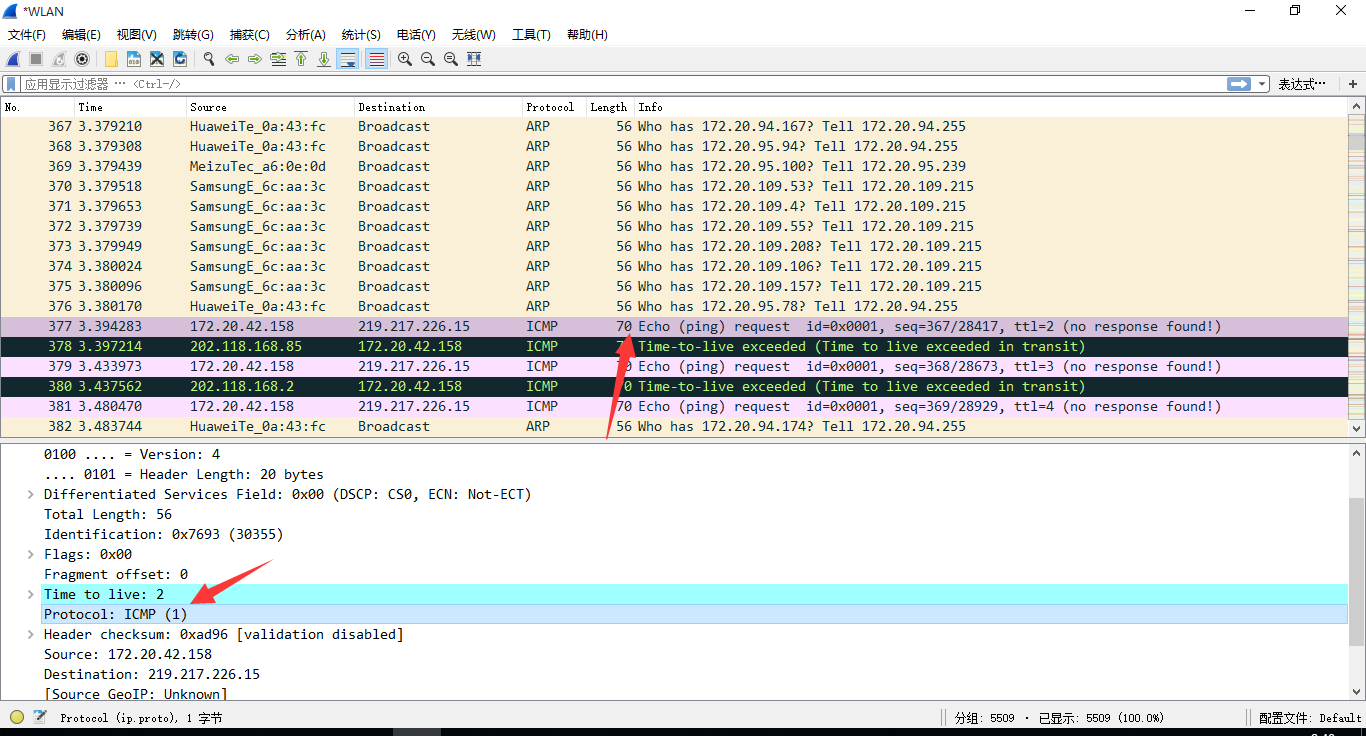 *WLAN
文件(F) 编辑(E) 视图(V) 跳转(G) 捕获(C) 分析(A) 统计(S) 电话(Y) 无线(W) 工具(T) 帮助(H)
应用显示过滤器 … <Ctrl-/> 表达式… +
No. Time Source Destination Protocol Length Info
367 3.379210 HuaweiTe_0a:43:fc Broadcast ARP 56 Who has 172.20.94.167? Tell 172.20.94.255
368 3.379308 HuaweiTe_0a:43:fc Broadcast ARP 56 Who has 172.20.95.94? Tell 172.20.94.255
369 3.379439 MeizuTec_a6:0e:0d Broadcast ARP 56 Who has 172.20.95.100? Tell 172.20.95.239
370 3.379518 SamsungE_6c:aa:3c Broadcast ARP 56 Who has 172.20.109.53? Tell 172.20.109.215
371 3.379653 SamsungE_6c:aa:3c Broadcast ARP 56 Who has 172.20.109.4? Tell 172.20.109.215
372 3.379739 SamsungE_6c:aa:3c Broadcast ARP 56 Who has 172.20.109.55? Tell 172.20.109.215
373 3.379949 SamsungE_6c:aa:3c Broadcast ARP 56 Who has 172.20.109.208? Tell 172.20.109.215
374 3.380024 SamsungE_6c:aa:3c Broadcast ARP 56 Who has 172.20.109.106? Tell 172.20.109.215
375 3.380096 SamsungE_6c:aa:3c Broadcast ARP 56 Who has 172.20.109.157? Tell 172.20.109.215
376 3.380170 HuaweiTe_0a:43:fc Broadcast ARP 56 Who has 172.20.95.78? Tell 172.20.94.255
377 3.394283 172.20.42.158 219.217.226.15 ICMP 70 Echo (ping) request id=0x0001, seq=367/28417, ttl=2 (no response found!)
378 3.397214 202.118.168.85 172.20.42.158 ICMP Time-to-live exceeded (Time to live exceeded in transit)
379 3.433973 172.20.42.158 219.217.226.15 ICMP Echo (ping) request id=0x0001, seq=368/28673, ttl=3 (no response found!)
380 3.437562 202.118.168.2 172.20.42.158 ICMP Time-to-live exceeded (Time to live exceeded in transit)
381 3.480470 172.20.42.158 219.217.226.15 ICMP 70 Echo (ping) request id=0x0001, seq=369/28929, ttl=4 (no response found!)
382 3.483744 HuaweiTe_0a:43:fc Broadcast ARP 56 Who has 172.20.94.174? Tell 172.20.94.255
0100 .... = Version: 4
.... 0101 = Header Length: 20 bytes
Differentiated Services Field: 0x00 (DSCP: CS0, ECN: Not-ECT)
Total Length: 56
Identification: 0x7693 (30355)
Flags: 0x00
Fragment offset: 0
Time to live: 2
Protocol: ICMP (1)
Header checksum: 0xad96 [validation disabled]
Source: 172.20.42.158
Destination: 219.217.226.15
[Source GeoIP: Unknown]
Protocol (ip.proto), 1 字节 分组: 5509 · 已显示: 5509 (100.0%) 配置文件: Default